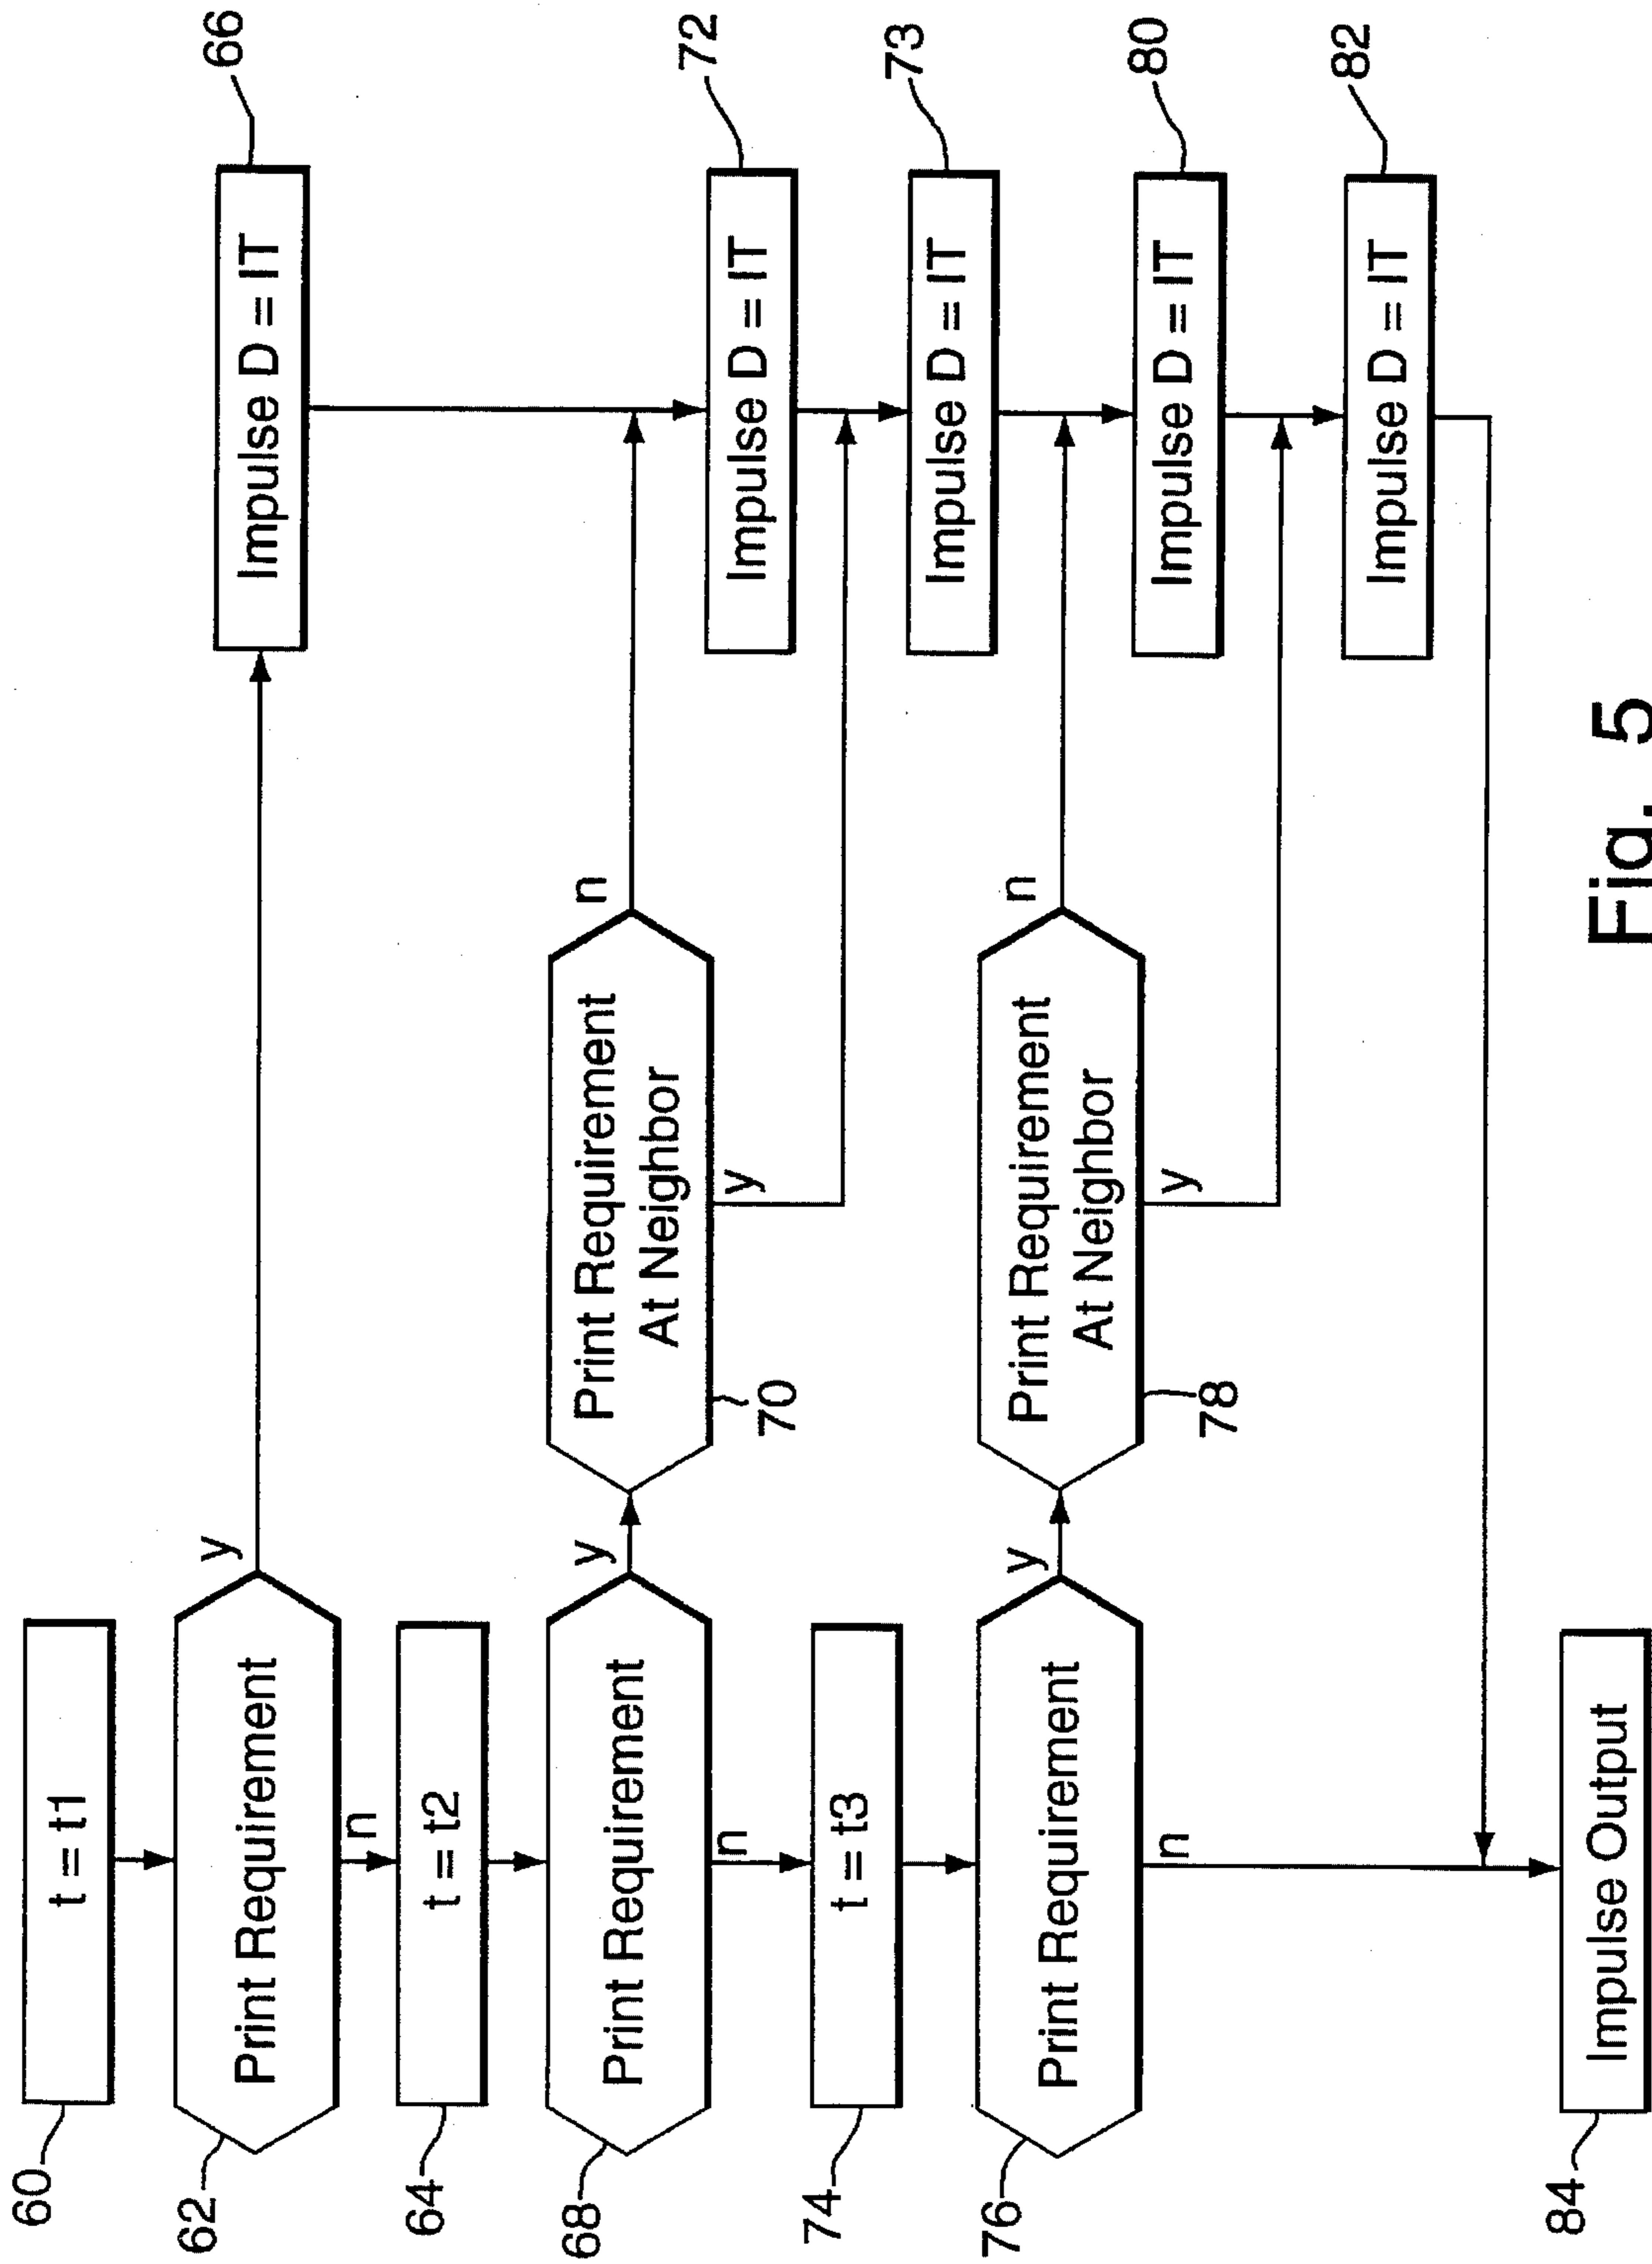 60
t = t1
62
Print Requirement
y
Impulse D = IT
66
n
64
t = t2
68
Print Requirement
y
Print Requirement
At Neighbor
70
n
y
Impulse D = IT
72
n
74
t = t3
Impulse D = IT
73
76
Print Requirement
y
Print Requirement
At Neighbor
78
n
y
Impulse D = IT
80
n
Impulse D = IT
82
84
Impulse Output
Fig. 5